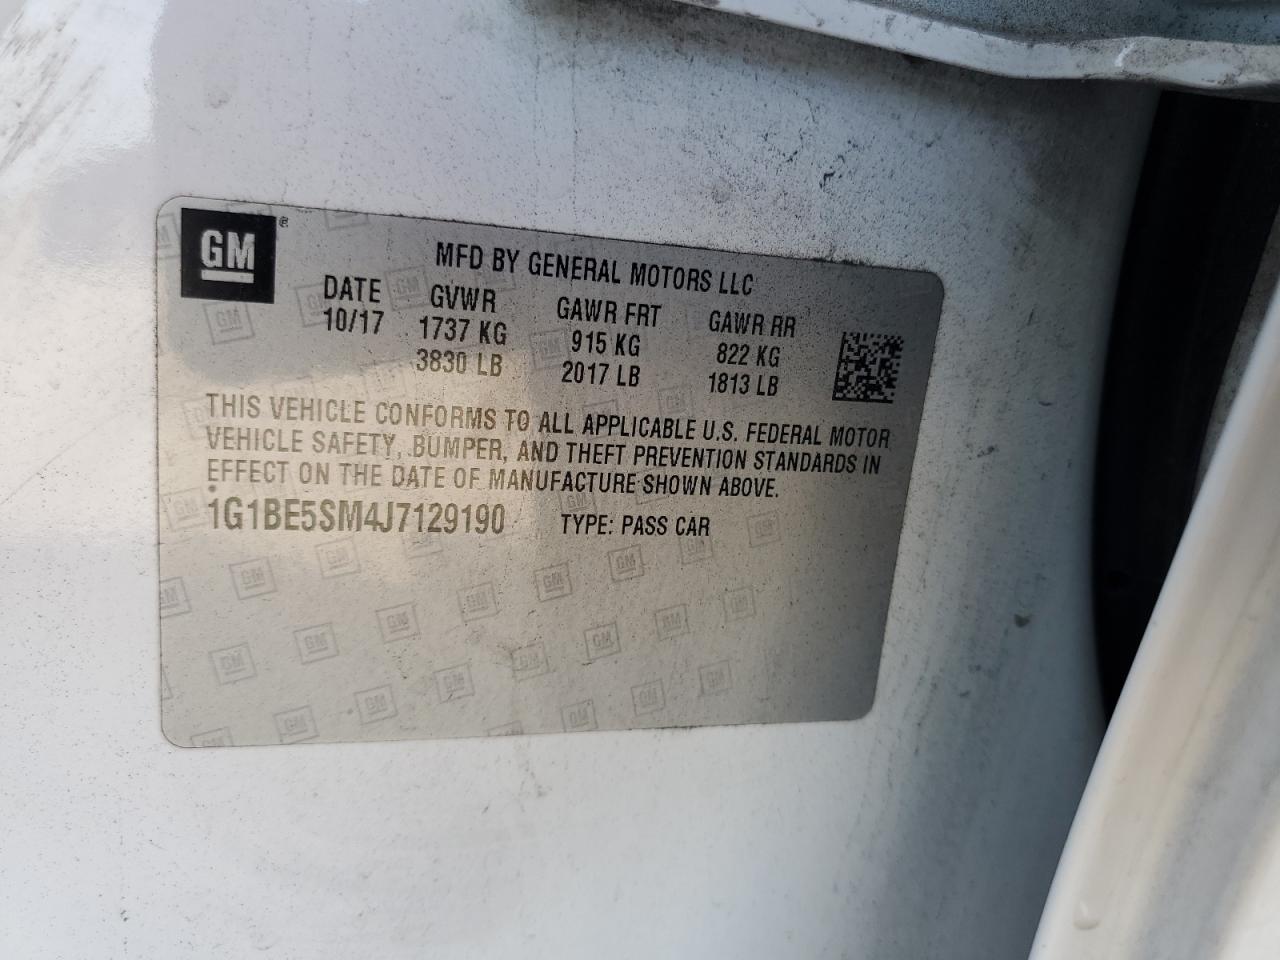 GM ®
MFD BY GENERAL MOTORS LLC
DATE GVWR GAWR FRT GAWR RR
10/17 1737 KG 915 KG 822 KG
3830 LB 2017 LB 1813 LB
THIS VEHICLE CONFORMS TO ALL APPLICABLE U.S. FEDERAL MOTOR
VEHICLE SAFETY, BUMPER, AND THEFT PREVENTION STANDARDS IN
EFFECT ON THE DATE OF MANUFACTURE SHOWN ABOVE.
1G1BE5SM4J7129190 TYPE: PASS CAR